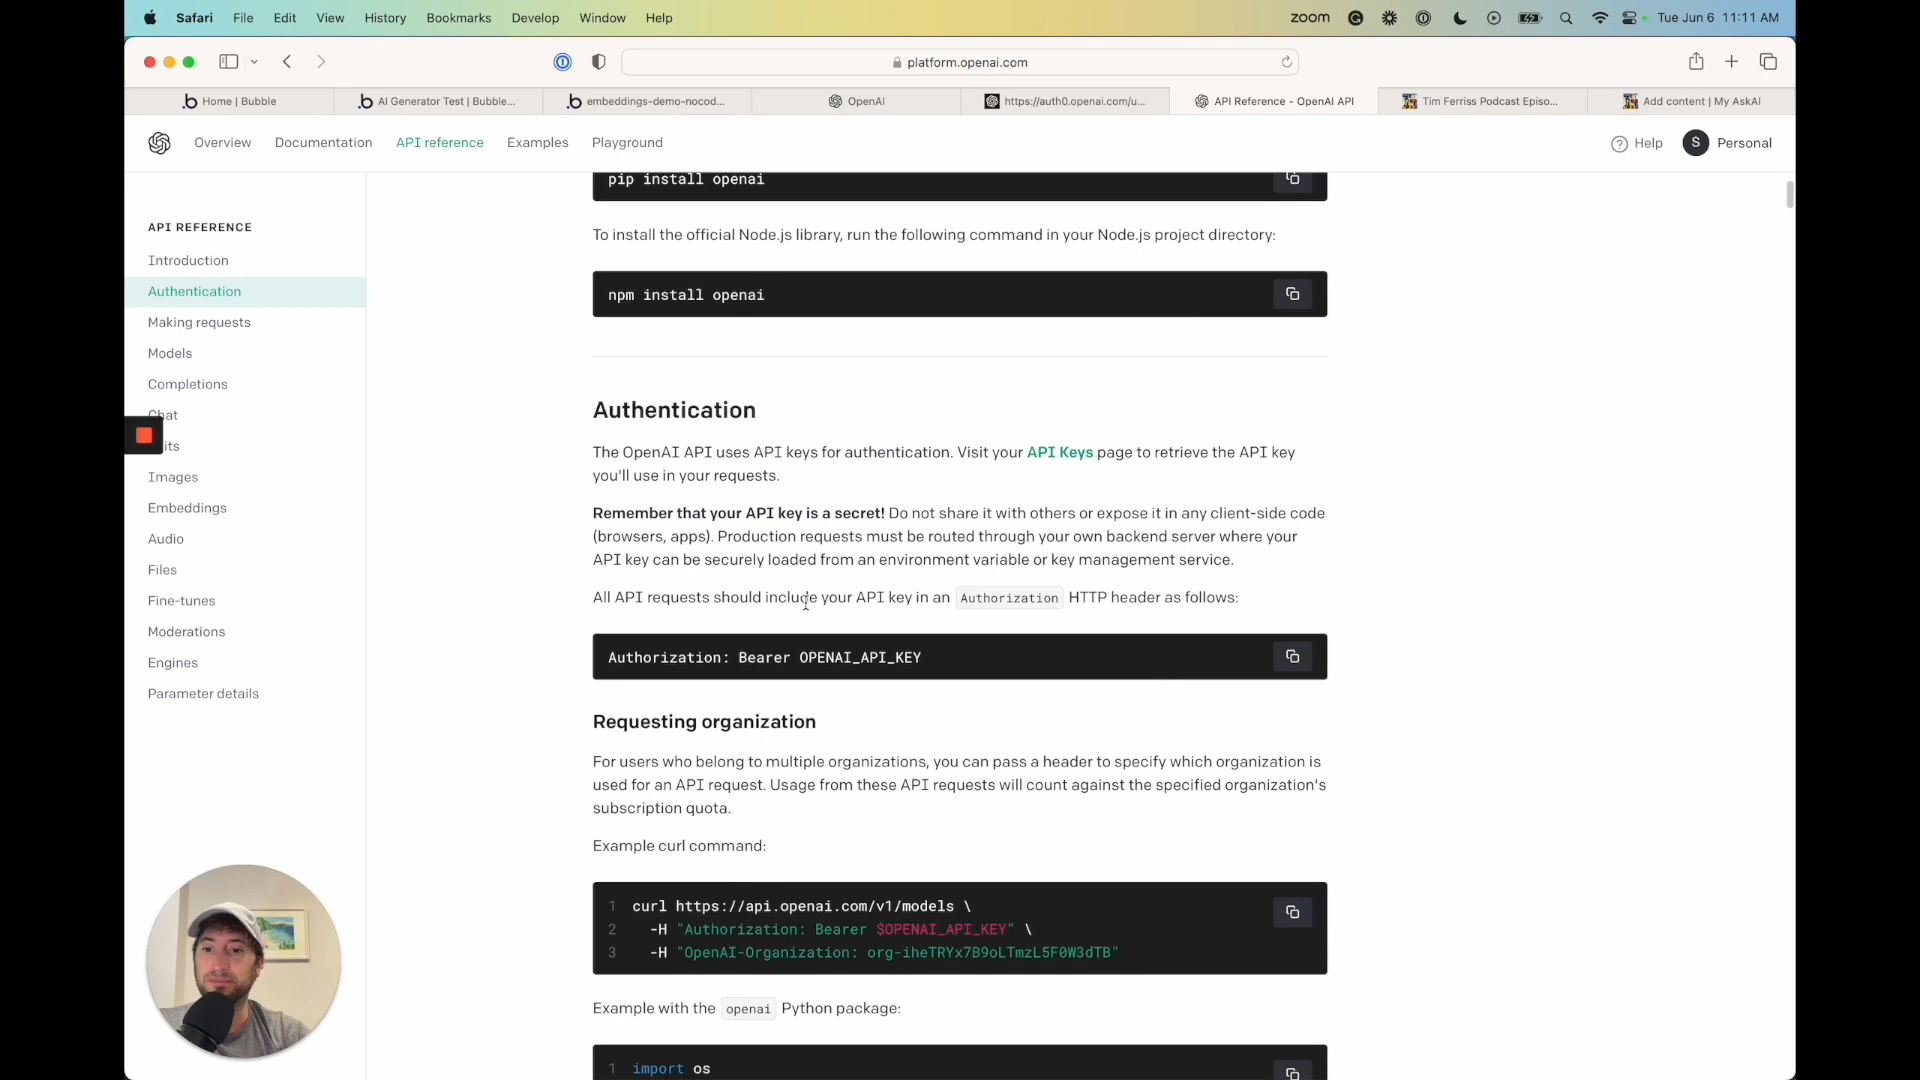 Safari File Edit View History Bookmarks Develop Window Help zoom Tue Jun 6 11:11 AM
platform.openai.com
Home | Bubble AI Generator Test | Bubble... embeddings-demo-nocod... OpenAI https://auth0.openai.com/u... API Reference - OpenAI API Tim Ferriss Podcast Episo... Add content | My AskAI
Overview Documentation API reference Examples Playground Help S Personal
API REFERENCE
Introduction
Authentication
Making requests
Models
Completions
Chat
its
Images
Embeddings
Audio
Files
Fine-tunes
Moderations
Engines
Parameter details
pip install openai
To install the official Node.js library, run the following command in your Node.js project directory:
npm install openai
Authentication
The OpenAI API uses API keys for authentication. Visit your API Keys page to retrieve the API key
you'll use in your requests.
Remember that your API key is a secret! Do not share it with others or expose it in any client-side code
(browsers, apps). Production requests must be routed through your own backend server where your
API key can be securely loaded from an environment variable or key management service.
All API requests should include your API key in an Authorization HTTP header as follows:
Authorization: Bearer OPENAI_API_KEY
Requesting organization
For users who belong to multiple organizations, you can pass a header to specify which organization is
used for an API request. Usage from these API requests will count against the specified organization's
subscription quota.
Example curl command:
1 curl https://api.openai.com/v1/models \
2 -H "Authorization: Bearer $OPENAI_API_KEY" \
3 -H "OpenAI-Organization: org-iheTRYx7B9oLTmzL5F0W3dTB"
Example with the openai Python package:
1 import os